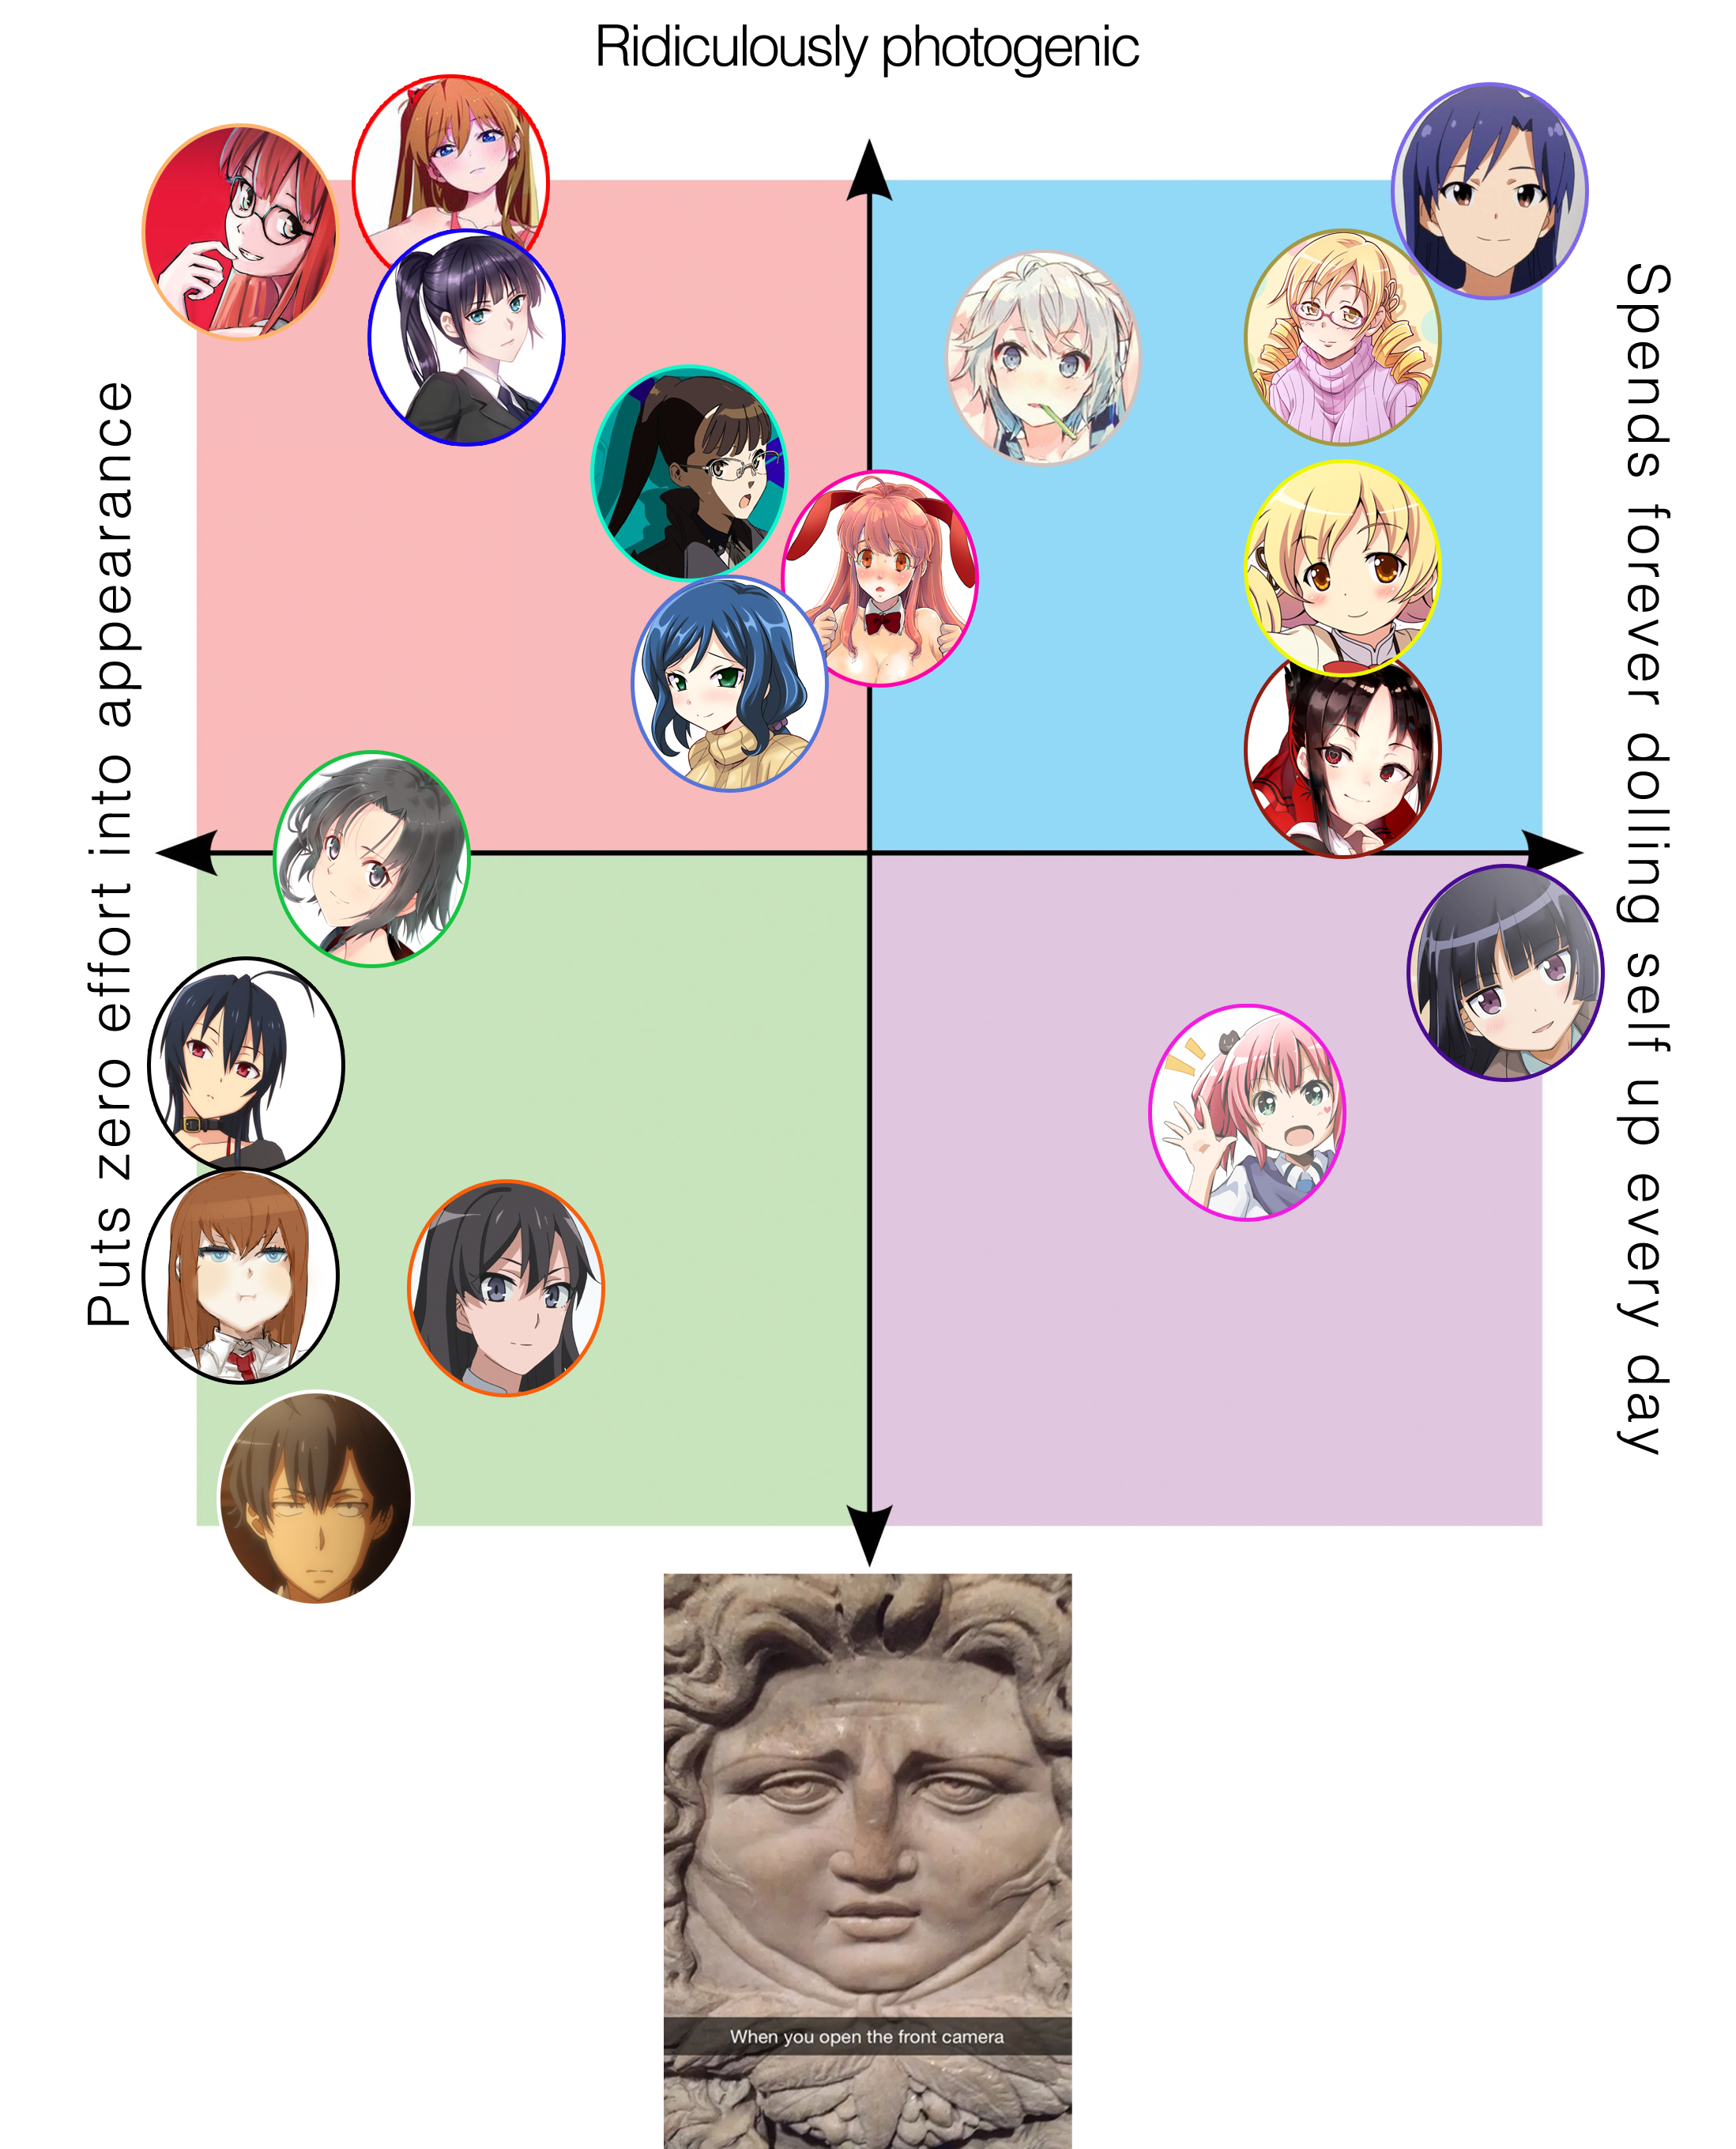 Ridiculously photogenic
Puts zero effort into appearance
Spends forever dolling self up every day
When you open the front camera